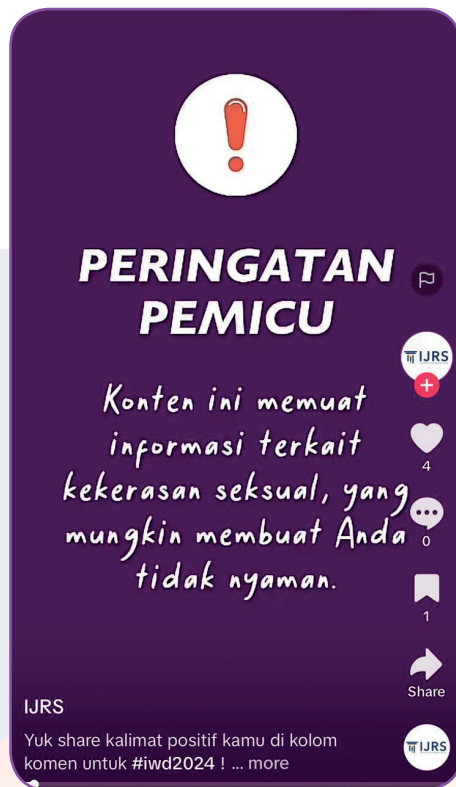 PERINGATAN
PEMICU
Konten ini memuat
informasi terkait
kekerasan seksual, yang
mungkin membuat Anda
tidak nyaman.
IJRS
4
0
1
Share
IJRS
Yuk share kalimat positif kamu di kolom
komen untuk #iwd2024 ! ... more
IJRS